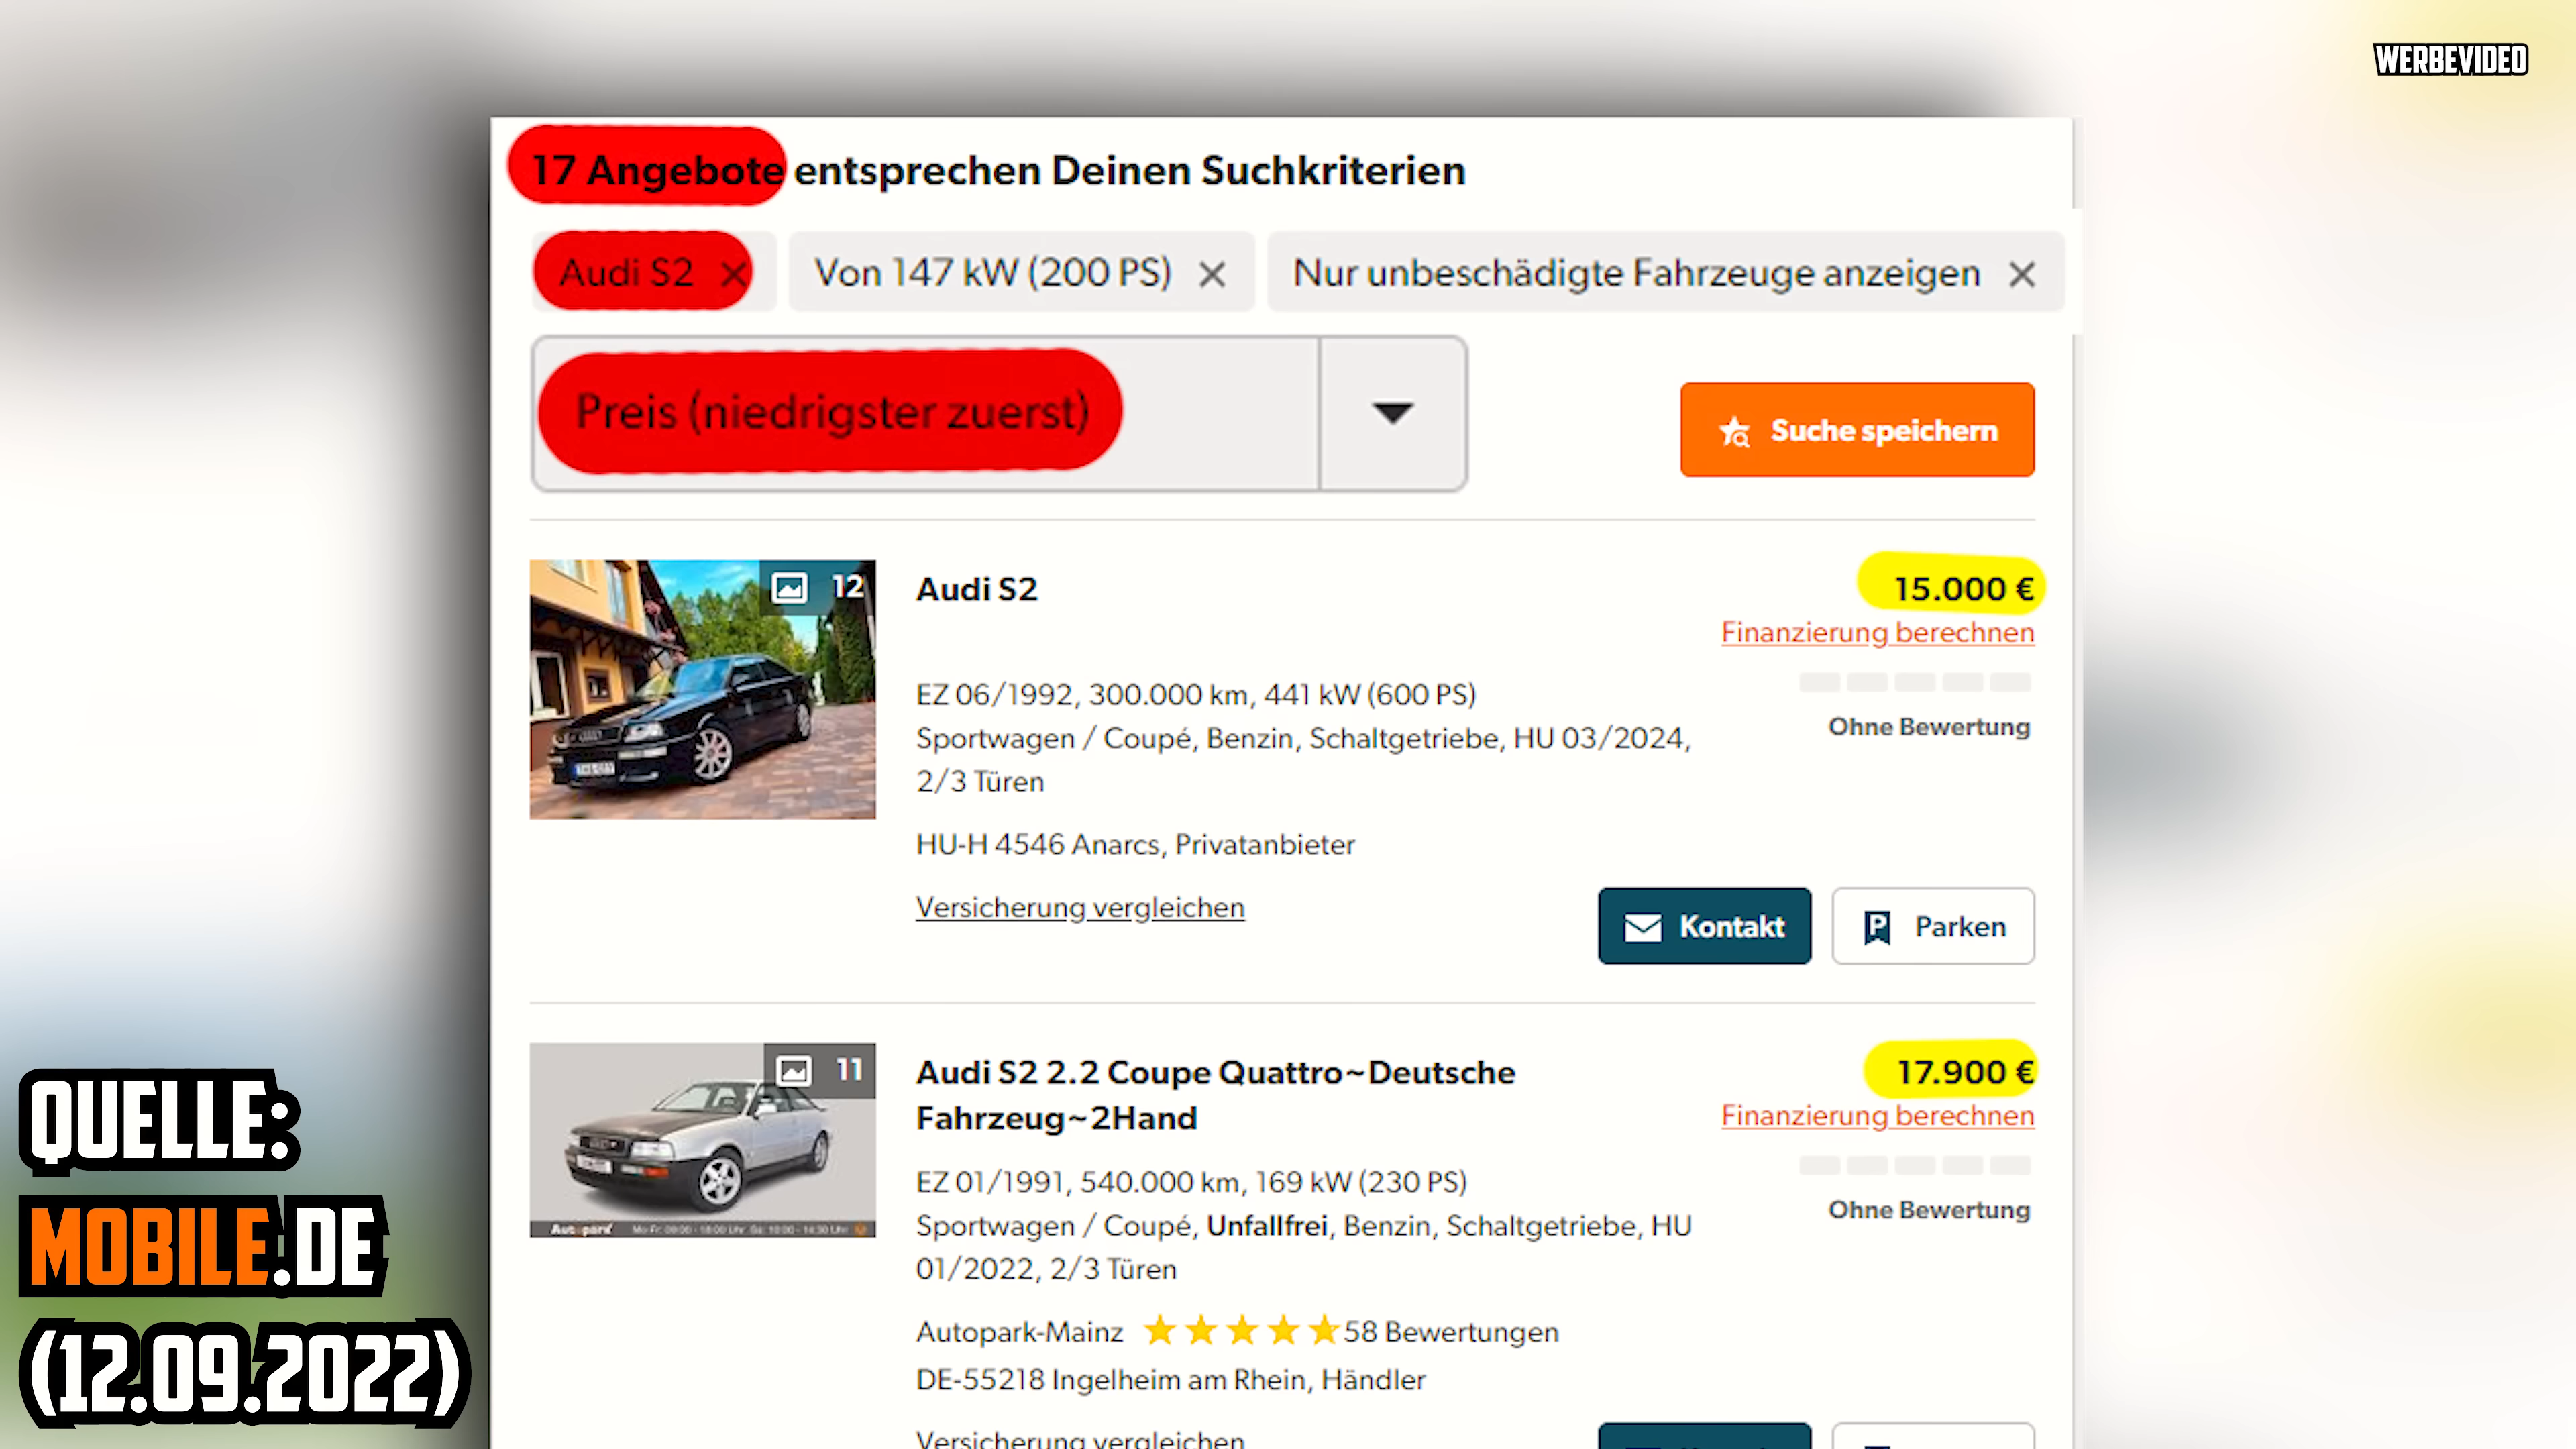 WERBEVIDEO
17 Angebote entsprechen Deinen Suchkriterien
Audi S2 Von 147 kW (200 PS) Nur unbeschädigte Fahrzeuge anzeigen
Preis (niedrigster zuerst)
Suche speichern
12
Audi S2
15.000 €
Finanzierung berechnen
EZ 06/1992, 300.000 km, 441 kW (600 PS)
Sportwagen / Coupé, Benzin, Schaltgetriebe, HU 03/2024,
2/3 Türen
Ohne Bewertung
HU-H 4546 Anarcs, Privatanbieter
Versicherung vergleichen
Kontakt
Parken
11
Audi S2 2.2 Coupe Quattro~Deutsche
Fahrzeug~2Hand
17.900 €
Finanzierung berechnen
EZ 01/1991, 540.000 km, 169 kW (230 PS)
Sportwagen / Coupé, Unfallfrei, Benzin, Schaltgetriebe, HU
01/2022, 2/3 Türen
Ohne Bewertung
Autopark-Mainz 58 Bewertungen
DE-55218 Ingelheim am Rhein, Händler
Versicherung vergleichen
QUELLE:
MOBILE.DE
(12.09.2022)